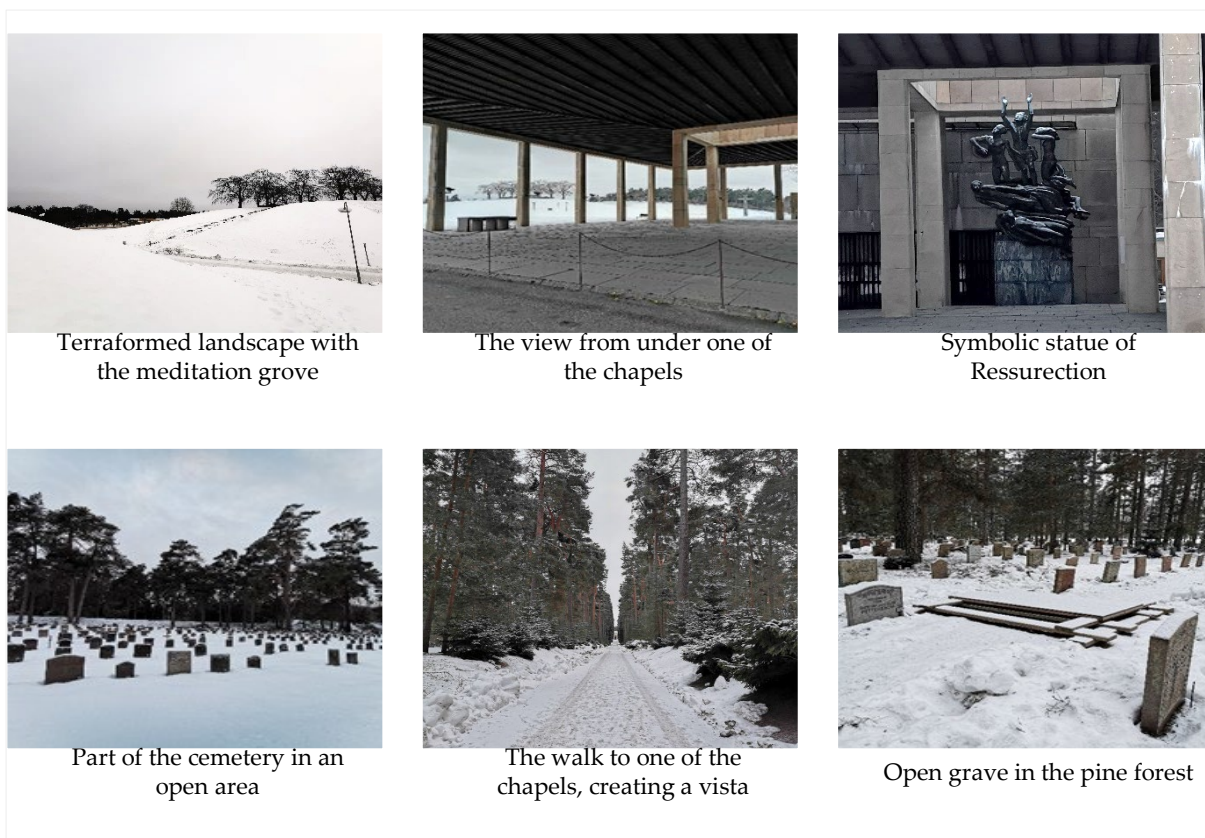 Terraformed landscape with
the meditation grove
The view from under one of
the chapels
Symbolic statue of
Ressurection
Part of the cemetery in an
open area
The walk to one of the
chapels, creating a vista
Open grave in the pine forest